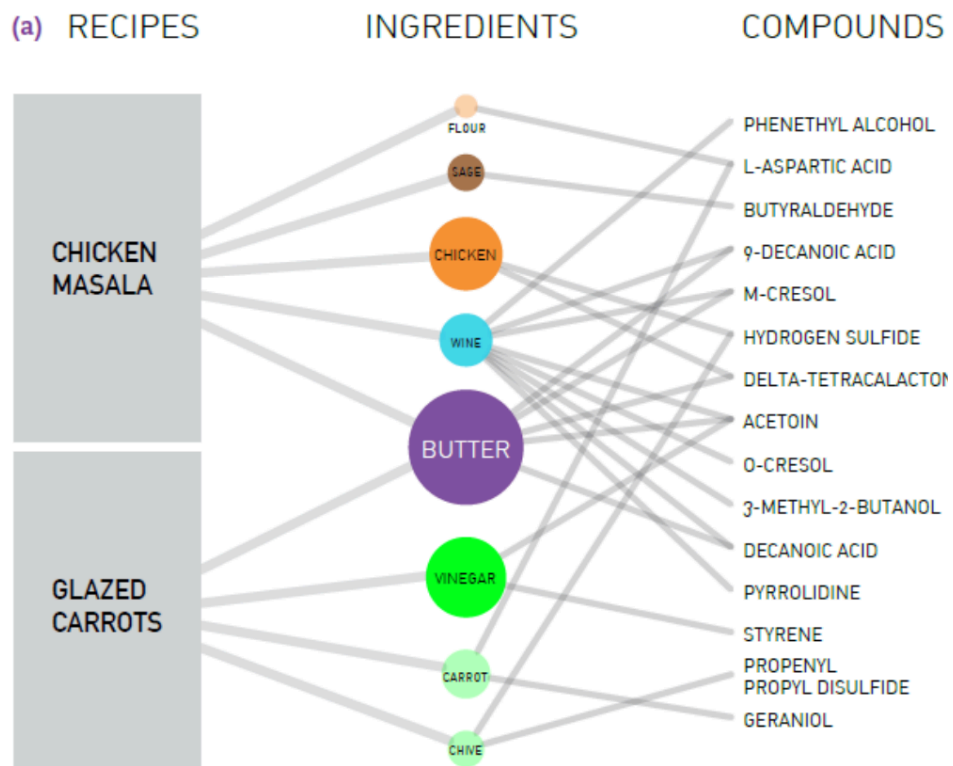 (a) RECIPES INGREDIENTS COMPOUNDS
CHICKEN
MASALA
GLAZED
CARROTS
FLOUR
SAGE
CHICKEN
WINE
BUTTER
VINEGAR
CARROT
CHIVE
PHENETHYL ALCOHOL
L-ASPARTIC ACID
BUTYRALDEHYDE
9-DECANOIC ACID
M-CRESOL
HYDROGEN SULFIDE
DELTA-TETRACALACTON
ACETOIN
O-CRESOL
3-METHYL-2-BUTANOL
DECANOIC ACID
PYRROLIDINE
STYRENE
PROPENYL
PROPYL DISULFIDE
GERANIOL